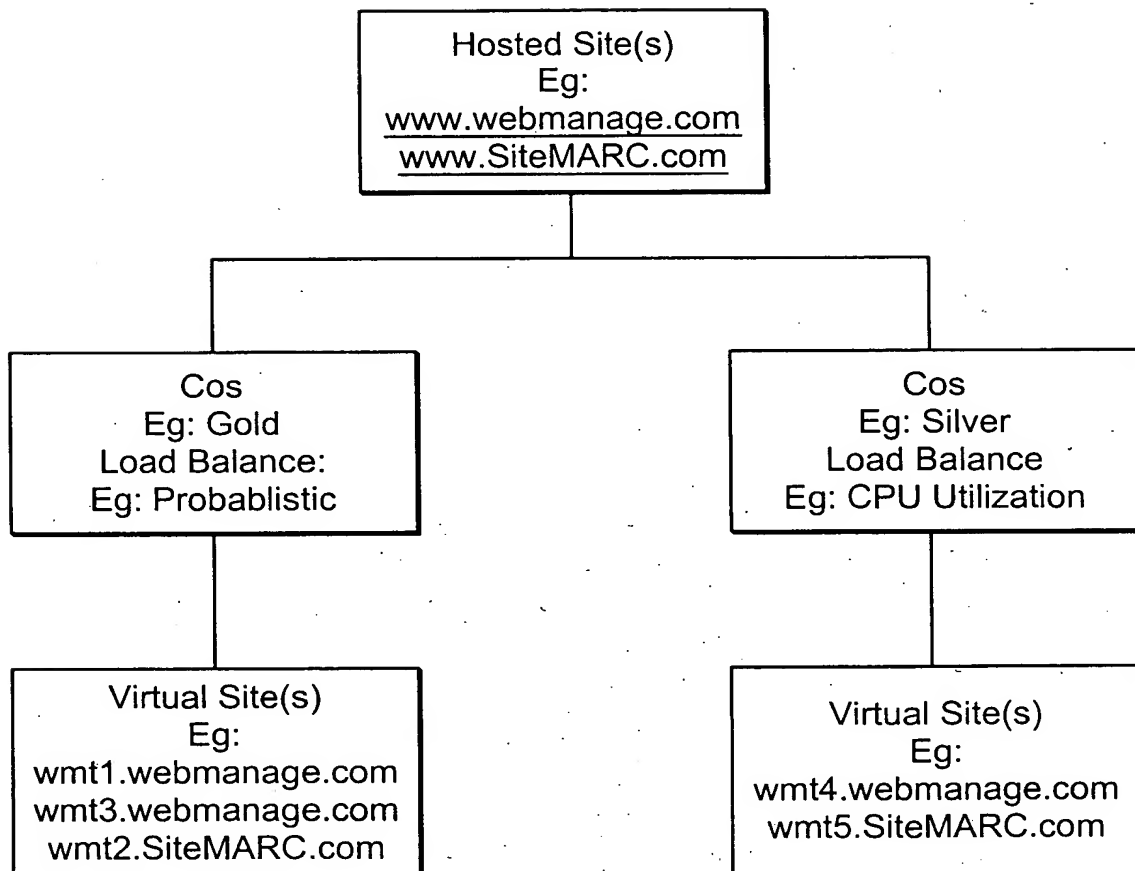 Hosted Site(s)
Eg:
www.webmanage.com
www.SiteMARC.com
Cos
Eg: Gold
Load Balance:
Eg: Probablistic
Cos
Eg: Silver
Load Balance
Eg: CPU Utilization
Virtual Site(s)
Eg:
wmt1.webmanage.com
wmt3.webmanage.com
wmt2.SiteMARC.com
Virtual Site(s)
Eg:
wmt4.webmanage.com
wmt5.SiteMARC.com